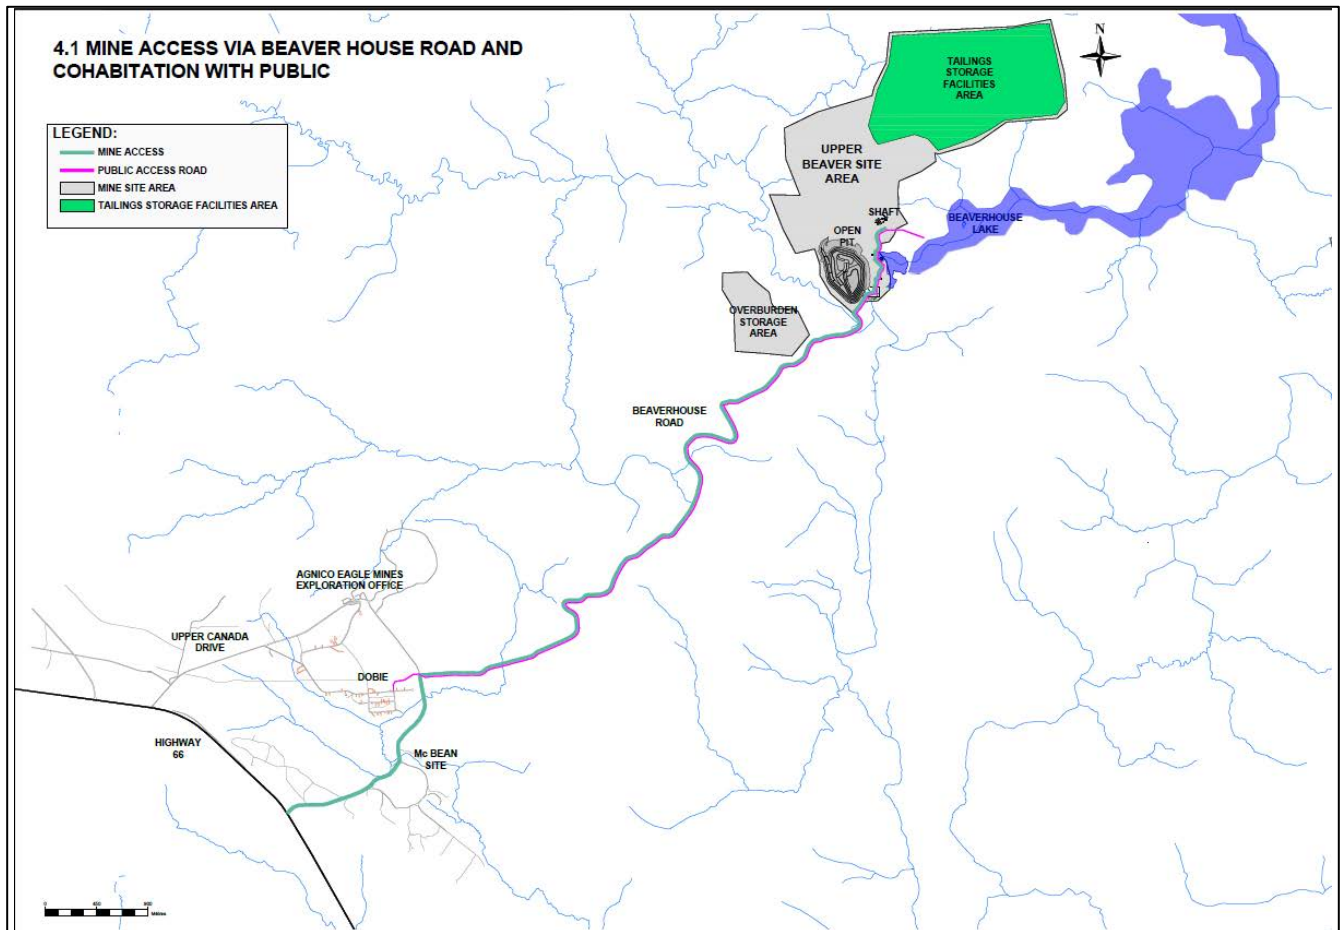 4.1 MINE ACCESS VIA BEAVER HOUSE ROAD AND
COHABITATION WITH PUBLIC
N
LEGEND:
MINE ACCESS
PUBLIC ACCESS ROAD
MINE SITE AREA
TAILINGS STORAGE FACILITIES AREA
TAILINGS
STORAGE
FACILITIES
AREA
UPPER
BEAVER SITE
AREA
SHAFT
OPEN
PIT
BEAVERHOUSE
LAKE
OVERBURDEN
STORAGE
AREA
BEAVERHOUSE
ROAD
AGNICO EAGLE MINES
EXPLORATION OFFICE
UPPER CANADA
DRIVE
DOBIE
HIGHWAY
66
Mc BEAN
SITE
0